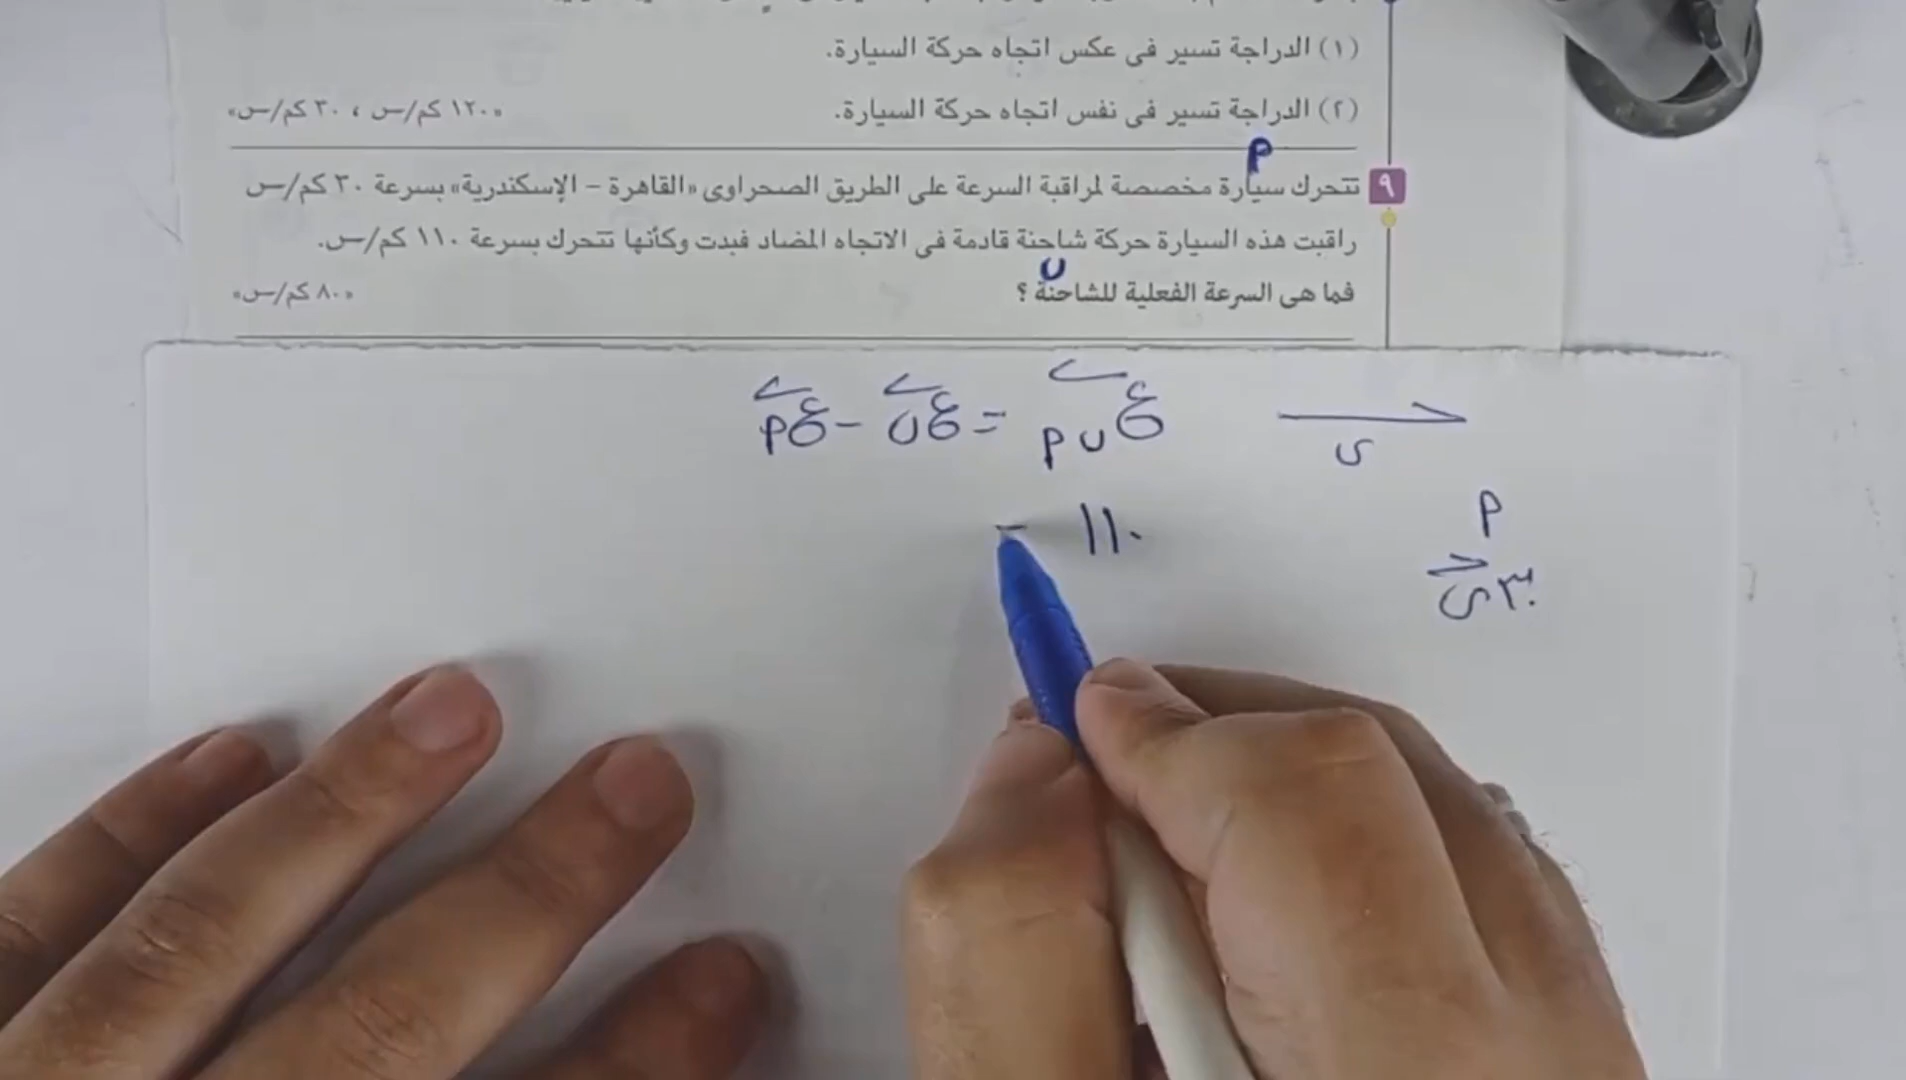 (١) الدراجة تسير فى عكس اتجاه حركة السيارة.
(٢) الدراجة تسير فى نفس اتجاه حركة السيارة. «١٢٠ كم/س ، ٣٠ كم/س»
م
٩ تتحرك سيارة مخصصة لمراقبة السرعة على الطريق الصحراوى «القاهرة – الإسكندرية» بسرعة ٣٠ كم/س
راقبت هذه السيارة حركة شاحنة قادمة فى الاتجاه المضاد فبدت وكأنها تتحرك بسرعة ١١٠ كم/س.
ں
فما هى السرعة الفعلية للشاحنة ؟ «٨٠ كم/س»
ع ں م = ع ں - ع م
ى
١١٠ -
م
٣٠ ى